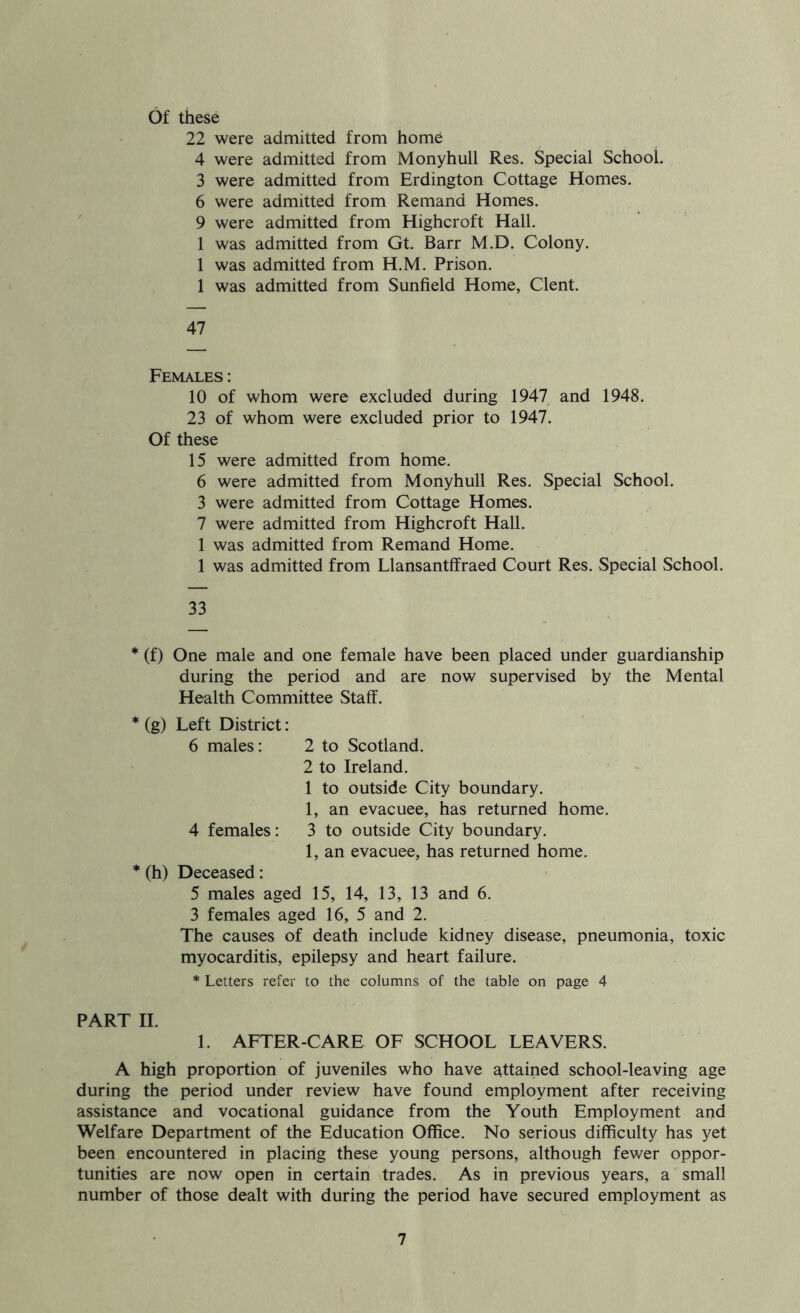 Of these
22 were admitted from home
4 were admitted from Monyhull Res. Special School.
3 were admitted from Erdington Cottage Homes.
6 were admitted from Remand Homes.
9 were admitted from Highcroft Hall.
1 was admitted from Gt. Barr M.D. Colony.
1 was admitted from H.M. Prison.
1 was admitted from Sunfield Home, Clent.
47
Females:
10 of whom were excluded during 1947 and 1948.
23 of whom were excluded prior to 1947.
Of these
15 were admitted from home.
6 were admitted from Monyhull Res. Special School.
3 were admitted from Cottage Homes.
7 were admitted from Highcroft Hall.
1 was admitted from Remand Home.
1 was admitted from Llansantffraed Court Res. Special School.
33
* (f) One male and one female have been placed under guardianship
during the period and are now supervised by the Mental
Health Committee Staff.
* (g) Left District:
6 males: 2 to Scotland.
2 to Ireland.
1 to outside City boundary.
1, an evacuee, has returned home.
4 females: 3 to outside City boundary.
1, an evacuee, has returned home.
* (h) Deceased:
5 males aged 15, 14, 13, 13 and 6.
3 females aged 16, 5 and 2.
The causes of death include kidney disease, pneumonia, toxic
myocarditis, epilepsy and heart failure.
* Letters refer to the columns of the table on page 4
PART II.
1. AFTER-CARE OF SCHOOL LEAVERS.
A high proportion of juveniles who have attained school-leaving age
during the period under review have found employment after receiving
assistance and vocational guidance from the Youth Employment and
Welfare Department of the Education Office. No serious difficulty has yet
been encountered in placing these young persons, although fewer oppor-
tunities are now open in certain trades. As in previous years, a small
number of those dealt with during the period have secured employment as
7